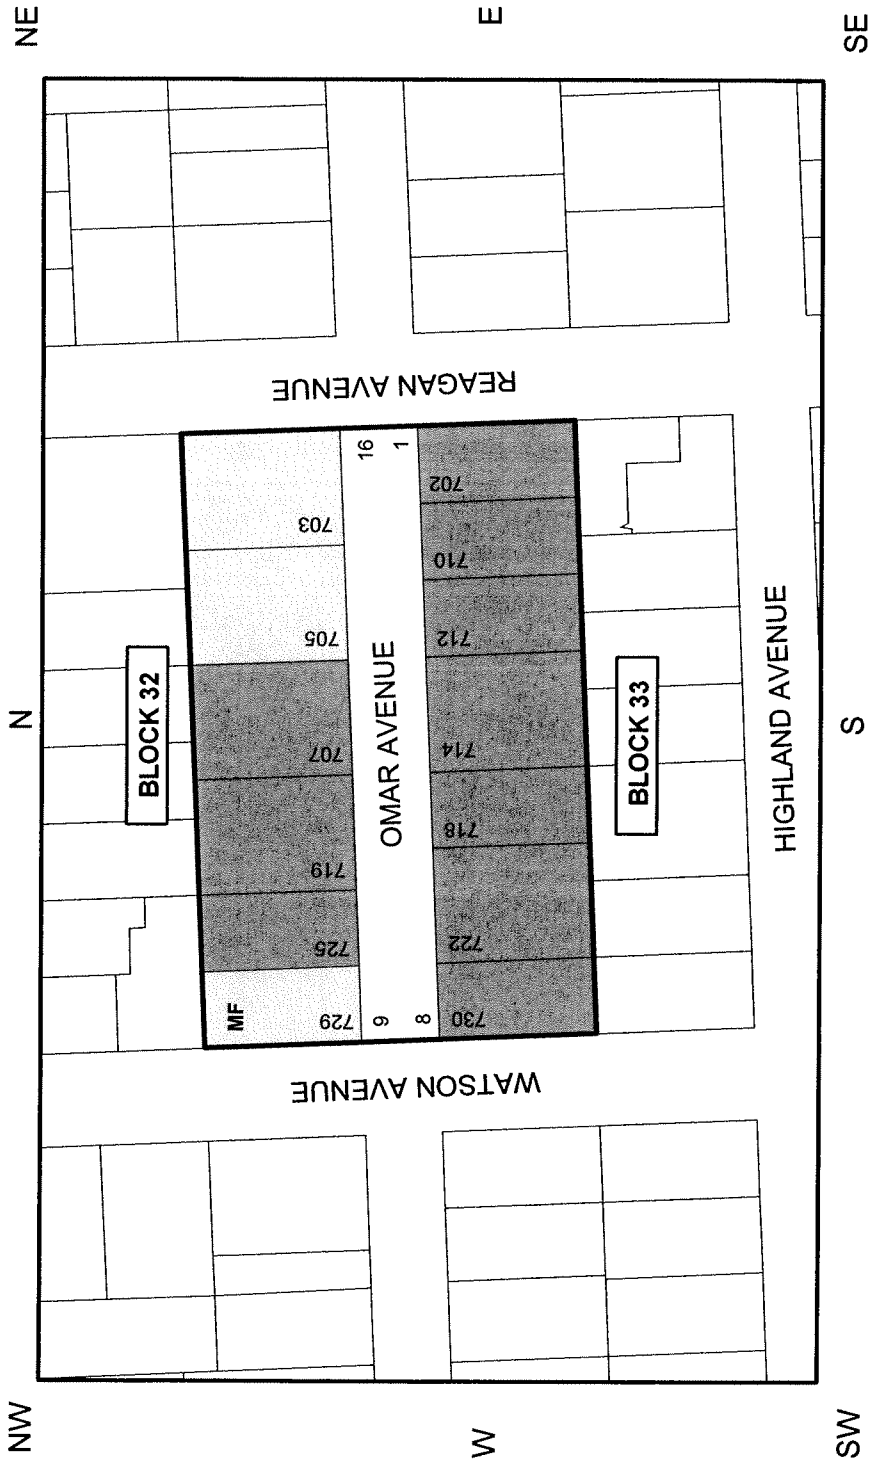 NW
N
NE
BLOCK 32
MF
729
725
719
707
705
703
9
OMAR AVENUE
16
8
1
730
722
718
714
712
710
702
WATSON AVENUE
REAGAN AVENUE
W
E
BLOCK 33
HIGHLAND AVENUE
SW
S
SE